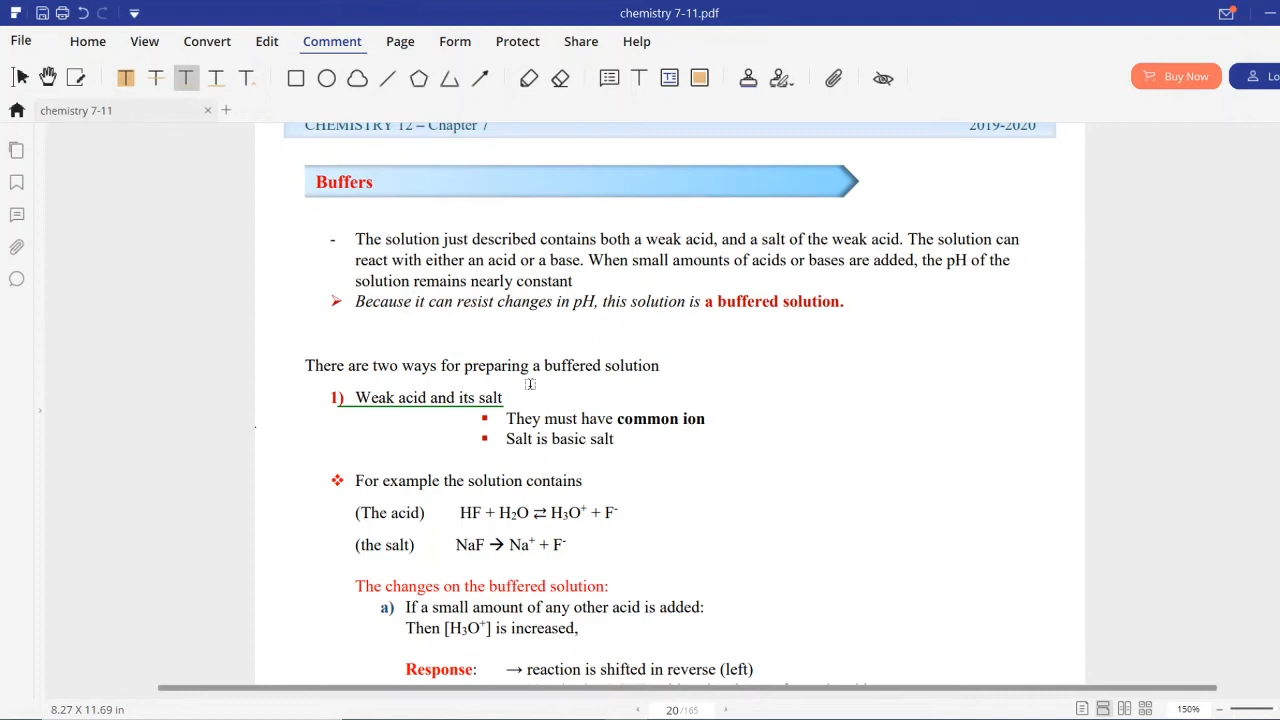 chemistry 7-11.pdf
File Home View Convert Edit Comment Page Form Protect Share Help
Buy Now
Lo
chemistry 7-11
CHEMISTRY 12 – Chapter 7 2019-2020
Buffers
- The solution just described contains both a weak acid, and a salt of the weak acid. The solution can
react with either an acid or a base. When small amounts of acids or bases are added, the pH of the
solution remains nearly constant
Because it can resist changes in pH, this solution is a buffered solution.
There are two ways for preparing a buffered solution
1) Weak acid and its salt
They must have common ion
Salt is basic salt
For example the solution contains
(The acid) HF + H₂O ⇄ H₃O⁺ + F⁻
(the salt) NaF → Na⁺ + F⁻
The changes on the buffered solution:
a) If a small amount of any other acid is added:
Then [H₃O⁺] is increased,
Response: → reaction is shifted in reverse (left)
8.27 x 11.69 in
20/165
150%